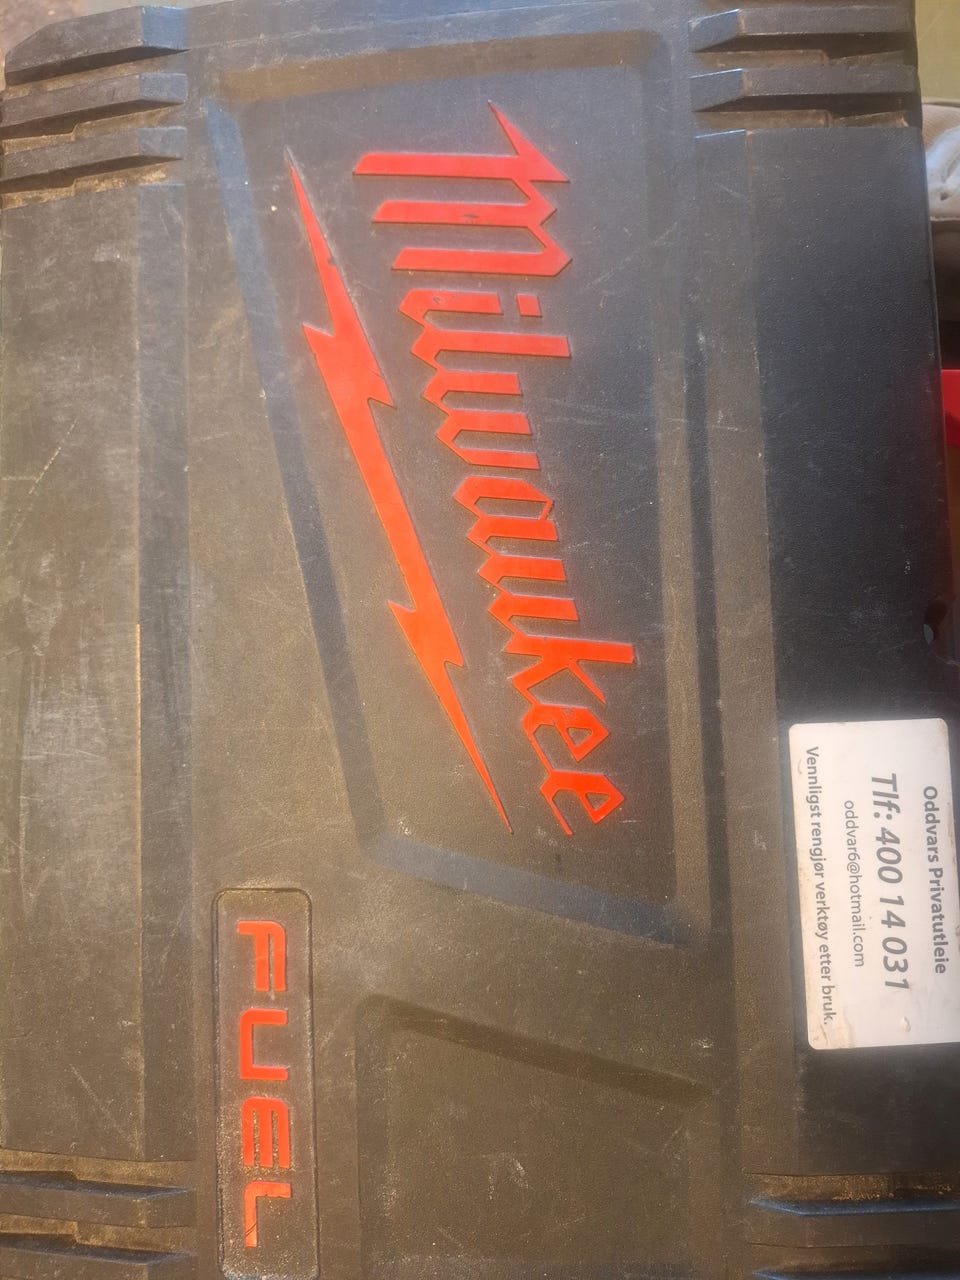 Milwaukee
FUEL
Oddvars Privatutleie
Tlf: 400 14 031
oddvar6@hotmail.com
Vennligst rengjør verktøy etter bruk.